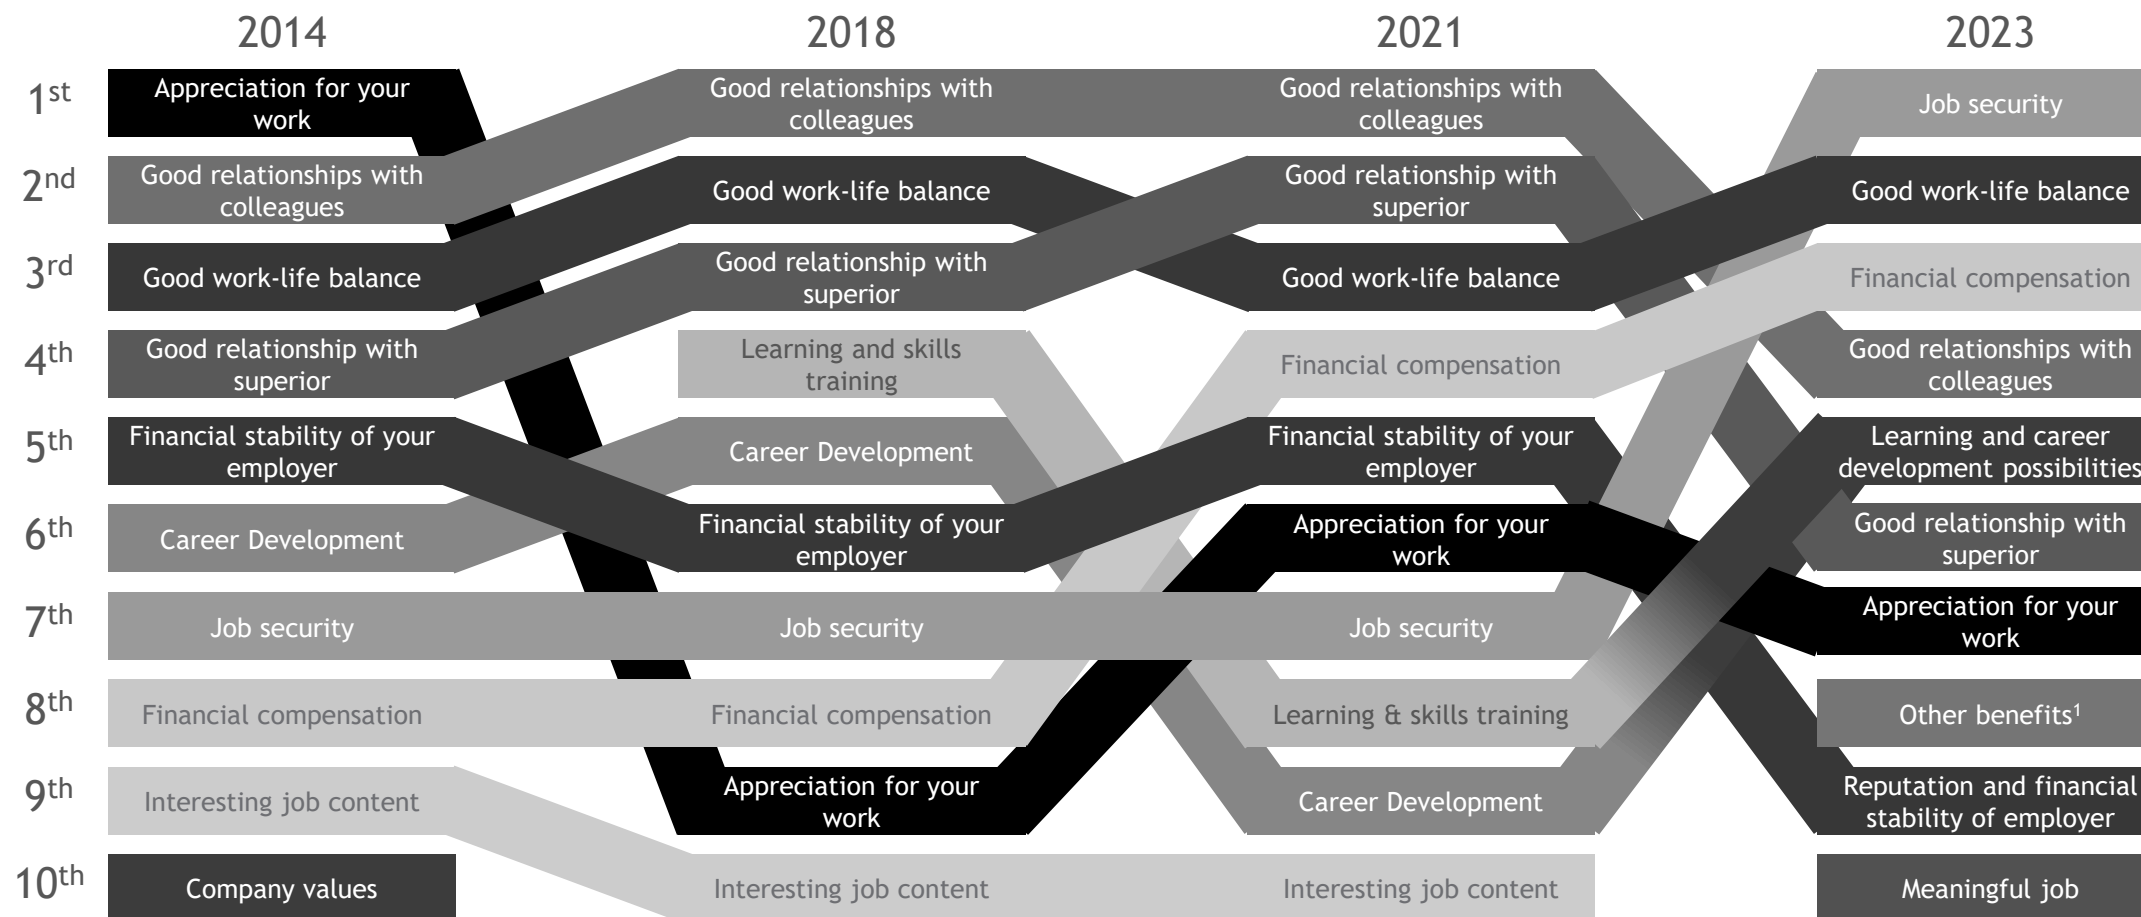 2014 2018 2021 2023
1st
Appreciation for your
work
Good relationships with
colleagues
Good relationships with
colleagues
Job security
2nd
Good relationships with
colleagues
Good work-life balance
Good relationship with
superior
Good work-life balance
3rd
Good work-life balance
Good relationship with
superior
Good work-life balance
Financial compensation
4th
Good relationship with
superior
Learning and skills
training
Financial compensation
Good relationships with
colleagues
5th
Financial stability of your
employer
Career Development
Financial stability of your
employer
Learning and career
development possibilities
6th
Career Development
Financial stability of your
employer
Appreciation for your
work
Good relationship with
superior
7th
Job security
Job security
Job security
Appreciation for your
work
8th
Financial compensation
Financial compensation
Learning & skills training
Other benefits1
9th
Interesting job content
Appreciation for your
work
Career Development
Reputation and financial
stability of employer
10th
Company values
Interesting job content
Interesting job content
Meaningful job